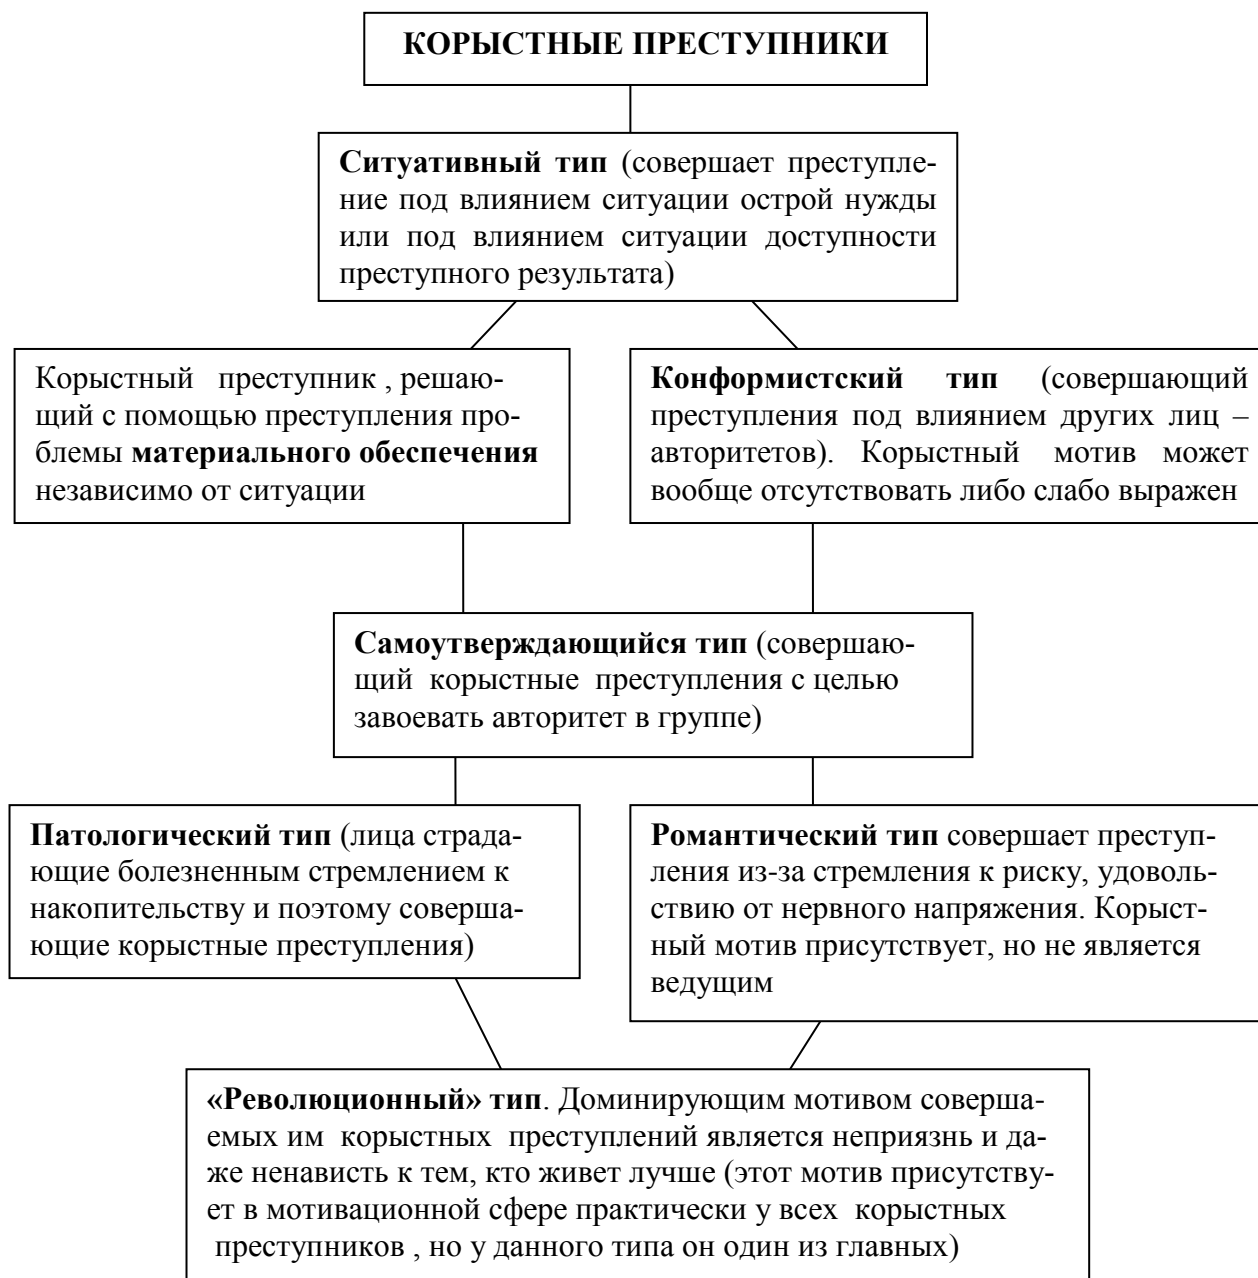 КОРЫСТНЫЕ ПРЕСТУПНИКИ
Ситуативный тип (совершает преступле-
ние под влиянием ситуации острой нужды
или под влиянием ситуации доступности
преступного результата)
Корыстный преступник , решаю-
щий с помощью преступления про-
блемы материального обеспечения
независимо от ситуации
Конформистский тип (совершающий
преступления под влиянием других лиц –
авторитетов). Корыстный мотив может
вообще отсутствовать либо слабо выражен
Самоутверждающийся тип (совершаю-
щий корыстные преступления с целью
завоевать авторитет в группе)
Патологический тип (лица страда-
ющие болезненным стремлением к
накопительству и поэтому соверша-
ющие корыстные преступления)
Романтический тип совершает преступ-
ления из-за стремления к риску, удоволь-
ствию от нервного напряжения. Корыст-
ный мотив присутствует, но не является
ведущим
«Революционный» тип. Доминирующим мотивом соверша-
емых им корыстных преступлений является неприязнь и да-
же ненависть к тем, кто живет лучше (этот мотив присутству-
ет в мотивационной сфере практически у всех корыстных
преступников , но у данного типа он один из главных)